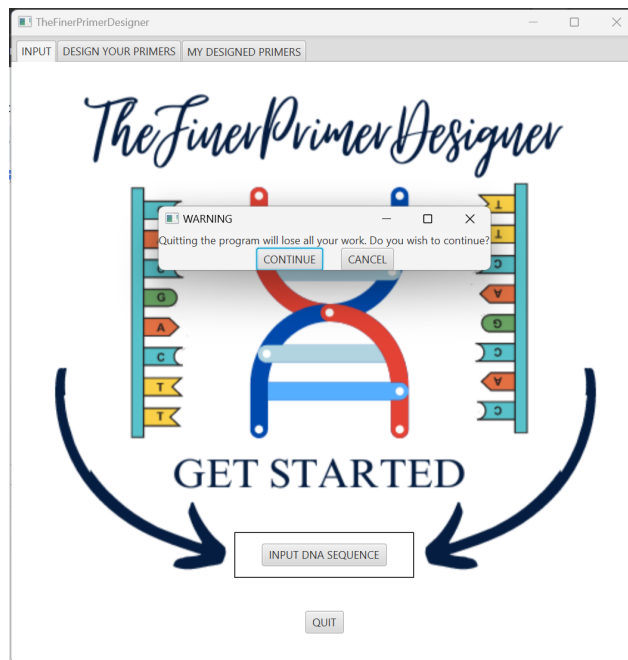 TheFinerPrimerDesigner
INPUT DESIGN YOUR PRIMERS MY DESIGNED PRIMERS
TheFinerPrimerDesigner
WARNING
Quitting the program will lose all your work. Do you wish to continue?
CONTINUE CANCEL
G
A
C
T
T
T
T
C
A
G
C
A
C
GET STARTED
INPUT DNA SEQUENCE
QUIT